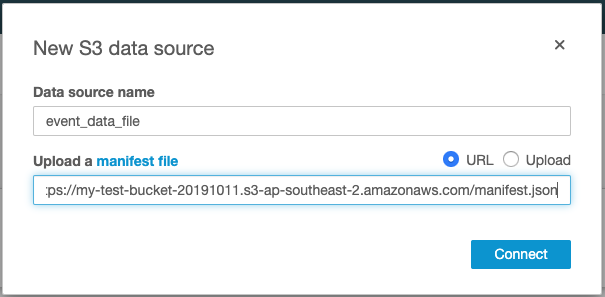 New S3 data source
Data source name
event_data_file
Upload a manifest file URL Upload
:ps://my-test-bucket-20191011.s3-ap-southeast-2.amazonaws.com/manifest.json
Connect